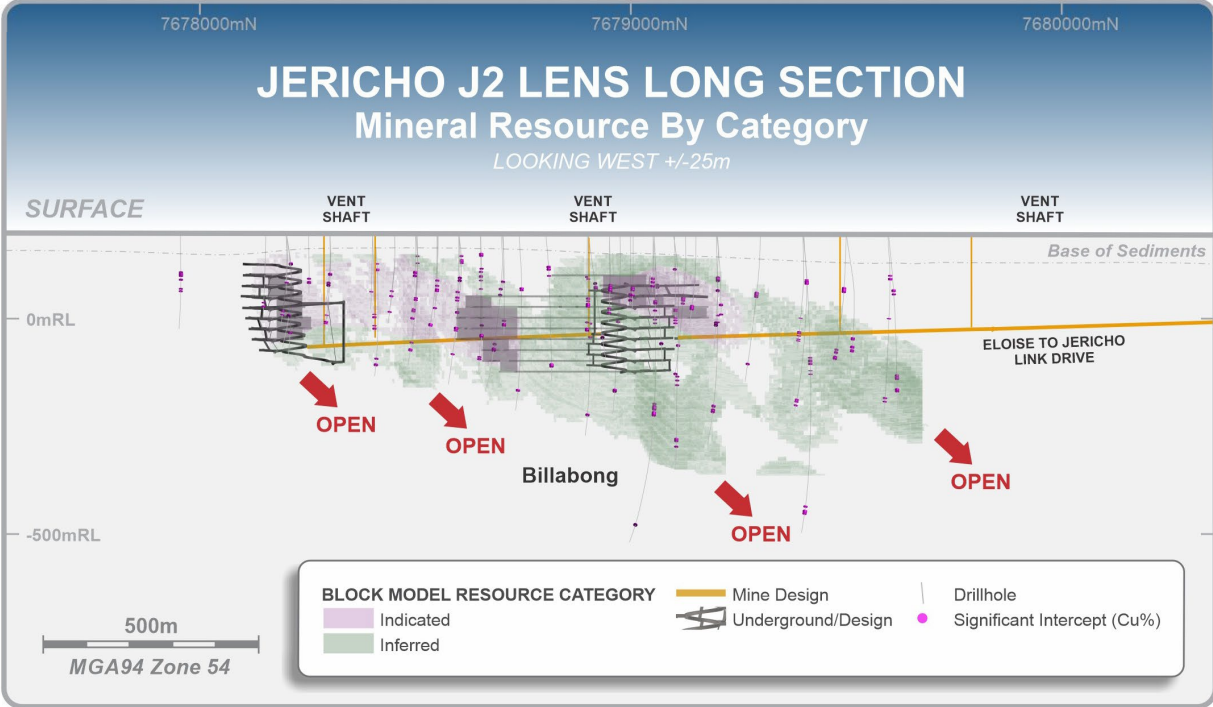 7678000mN
7679000mN
7680000mN
JERICHO J2 LENS LONG SECTION
Mineral Resource By Category
LOOKING WEST +/-25m
SURFACE
VENT
SHAFT
VENT
SHAFT
VENT
SHAFT
Base of Sediments
0mRL
ELOISE TO JERICHO
LINK DRIVE
OPEN
OPEN
Billabong
OPEN
OPEN
-500mRL
BLOCK MODEL RESOURCE CATEGORY
Indicated
Inferred
Mine Design
Underground/Design
Drillhole
Significant Intercept (Cu%)
500m
MGA94 Zone 54